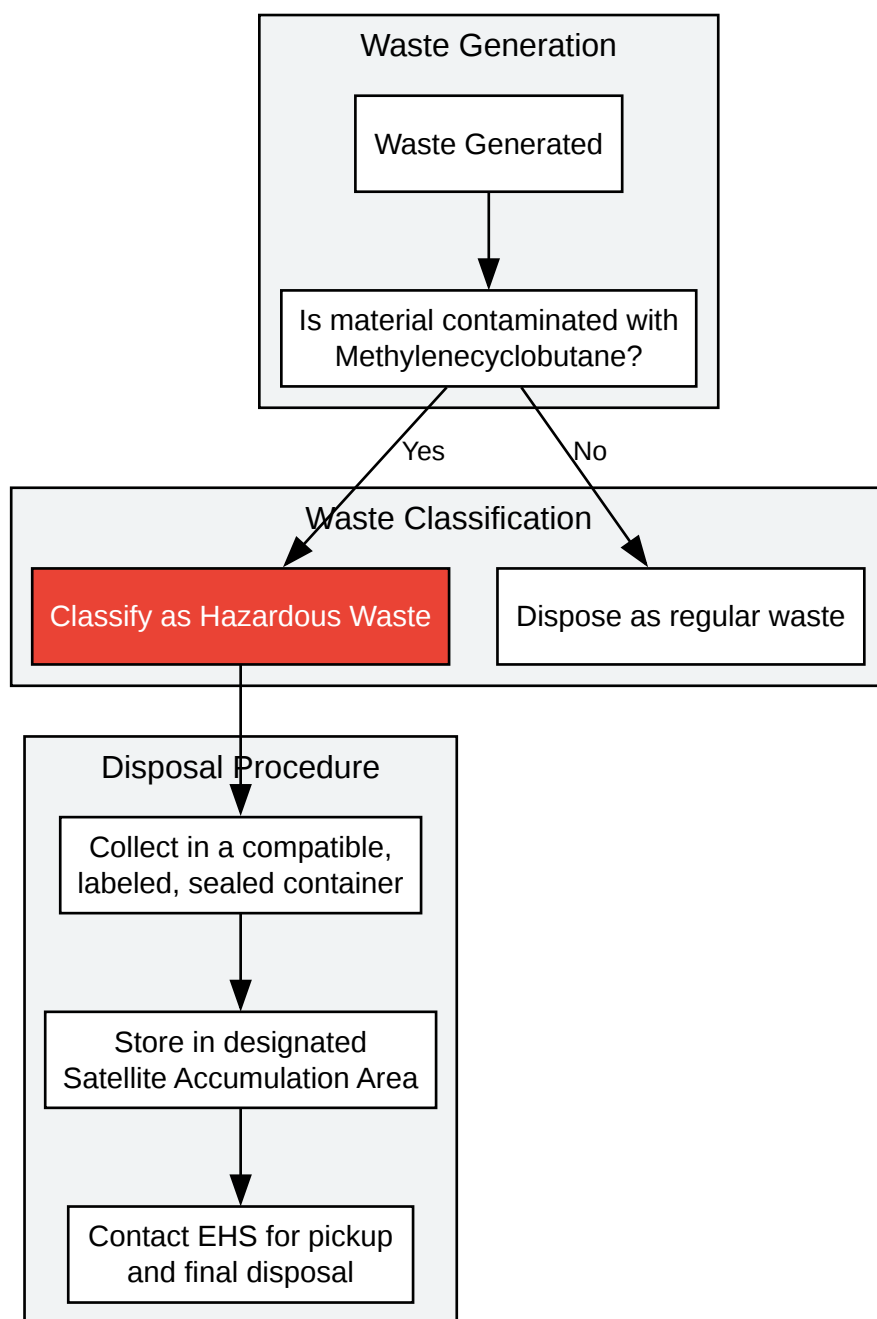 Waste Generation
Waste Generated
Is material contaminated with
Methylenecyclobutane?
Yes
No
Waste Classification
Classify as Hazardous Waste
Dispose as regular waste
Disposal Procedure
Collect in a compatible,
labeled, sealed container
Store in designated
Satellite Accumulation Area
Contact EHS for pickup
and final disposal